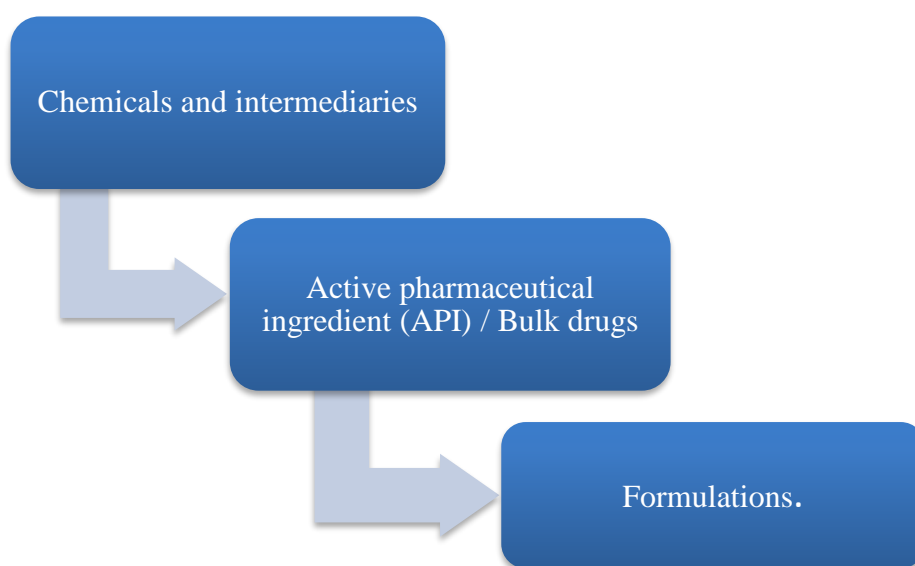 Chemicals and intermediaries
Active pharmaceutical
ingredient (API) / Bulk drugs
Formulations.